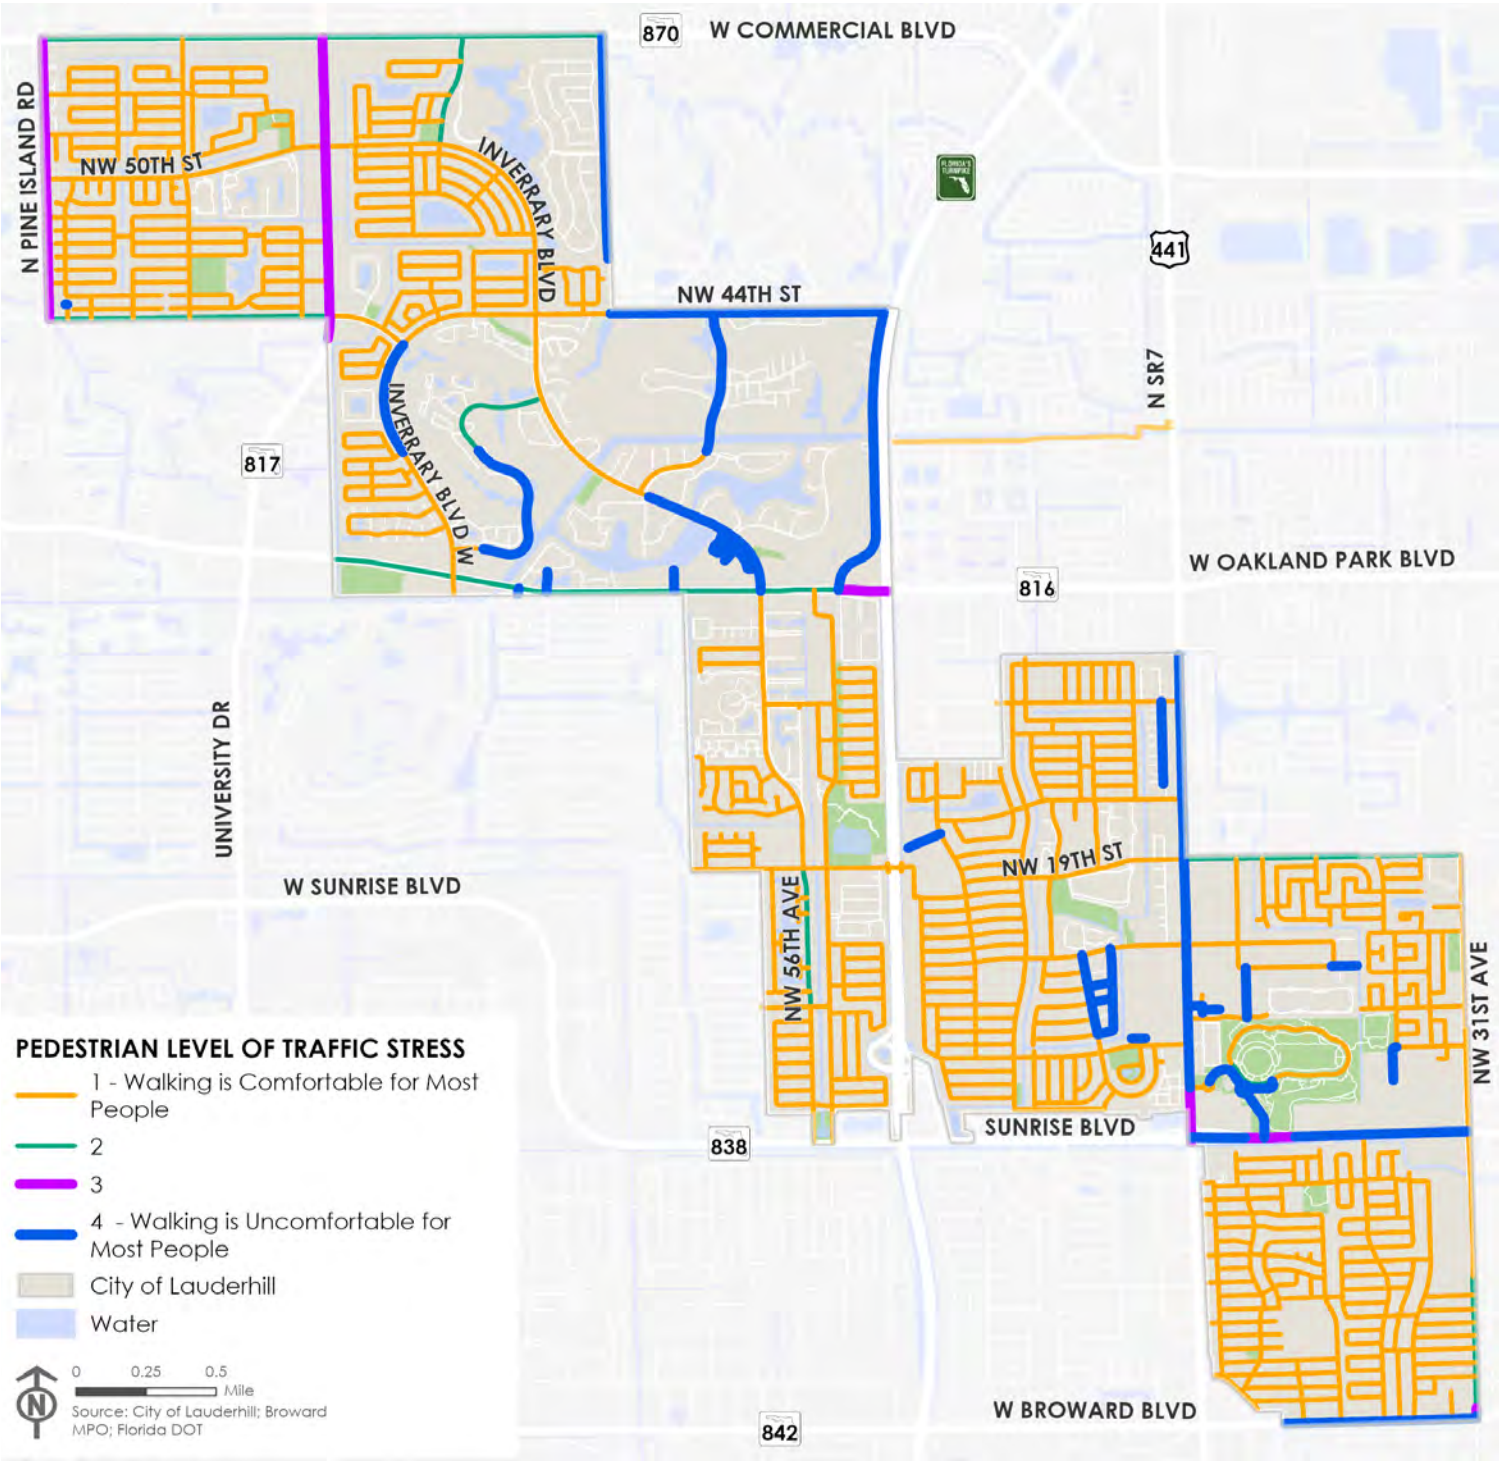 870 W COMMERCIAL BLVD
N PINE ISLAND RD
NW 50TH ST
INVERRARY BLVD
FLORIDA'S
TURNPIKE
441
NW 44TH ST
N SR7
INVERRARY BLVD W
817
W OAKLAND PARK BLVD
816
UNIVERSITY DR
NW 19TH ST
W SUNRISE BLVD
NW 56TH AVE
NW 31ST AVE
SUNRISE BLVD
838
W BROWARD BLVD
842
PEDESTRIAN LEVEL OF TRAFFIC STRESS
1 - Walking is Comfortable for Most
People
2
3
4 - Walking is Uncomfortable for
Most People
City of Lauderhill
Water
N
0 0.25 0.5
Mile
Source: City of Lauderhill; Broward
MPO; Florida DOT